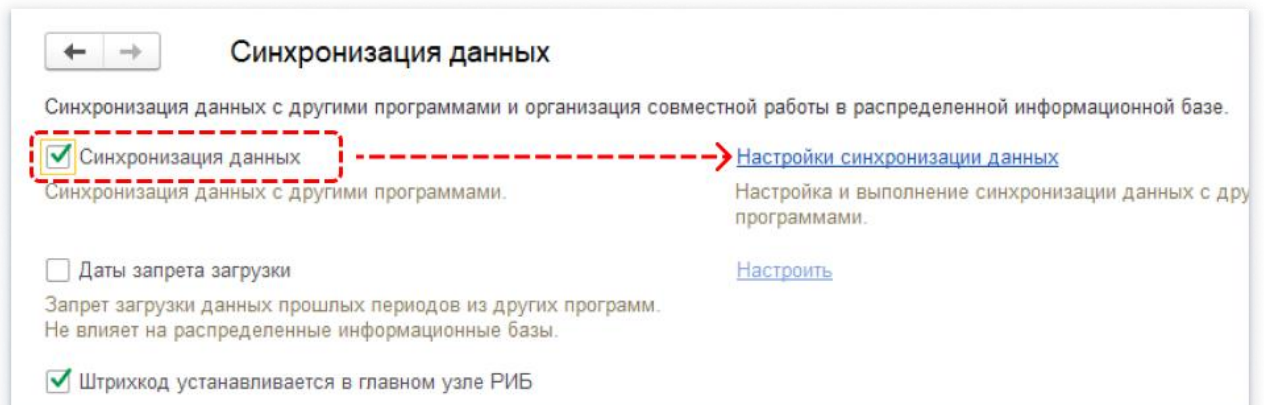 Синхронизация данных
Синхронизация данных с другими программами и организация совместной работы в распределенной информационной базе.
Синхронизация данных
Настройки синхронизации данных
Синхронизация данных с другими программами.
Настройка и выполнение синхронизации данных с дру
программами.
Даты запрета загрузки
Настроить
Запрет загрузки данных прошлых периодов из других программ.
Не влияет на распределенные информационные базы.
Штрихкод устанавливается в главном узле РИБ